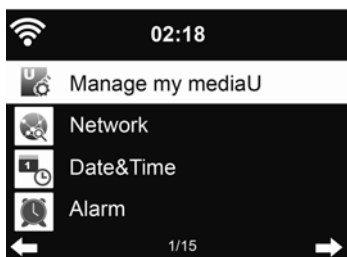 02:18
Manage my mediaU
Network
Date&Time
Alarm
1/15